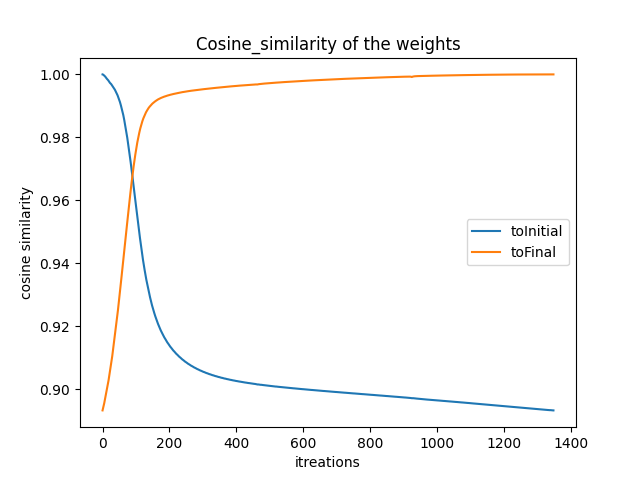 Cosine_similarity of the weights
1.00
0.98
0.96
0.94
0.92
0.90
cosine similarity
toInitial
toFinal
0 200 400 600 800 1000 1200 1400
itreations